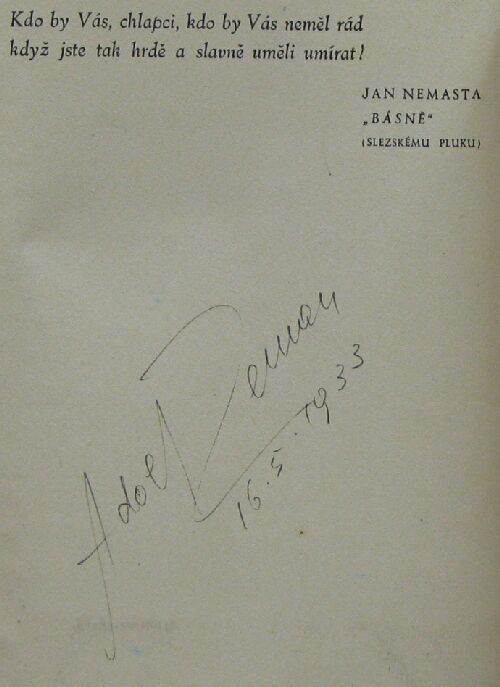 Kdo by Vás, chlapci, kdo by Vás neměl rád
když jste tak hrdě a slavně uměli umírat!
JAN NEMASTA
„BÁSNĚ“
(SLEZSKÉMU PLUKU)
Adolf Zeman
16.5.1933